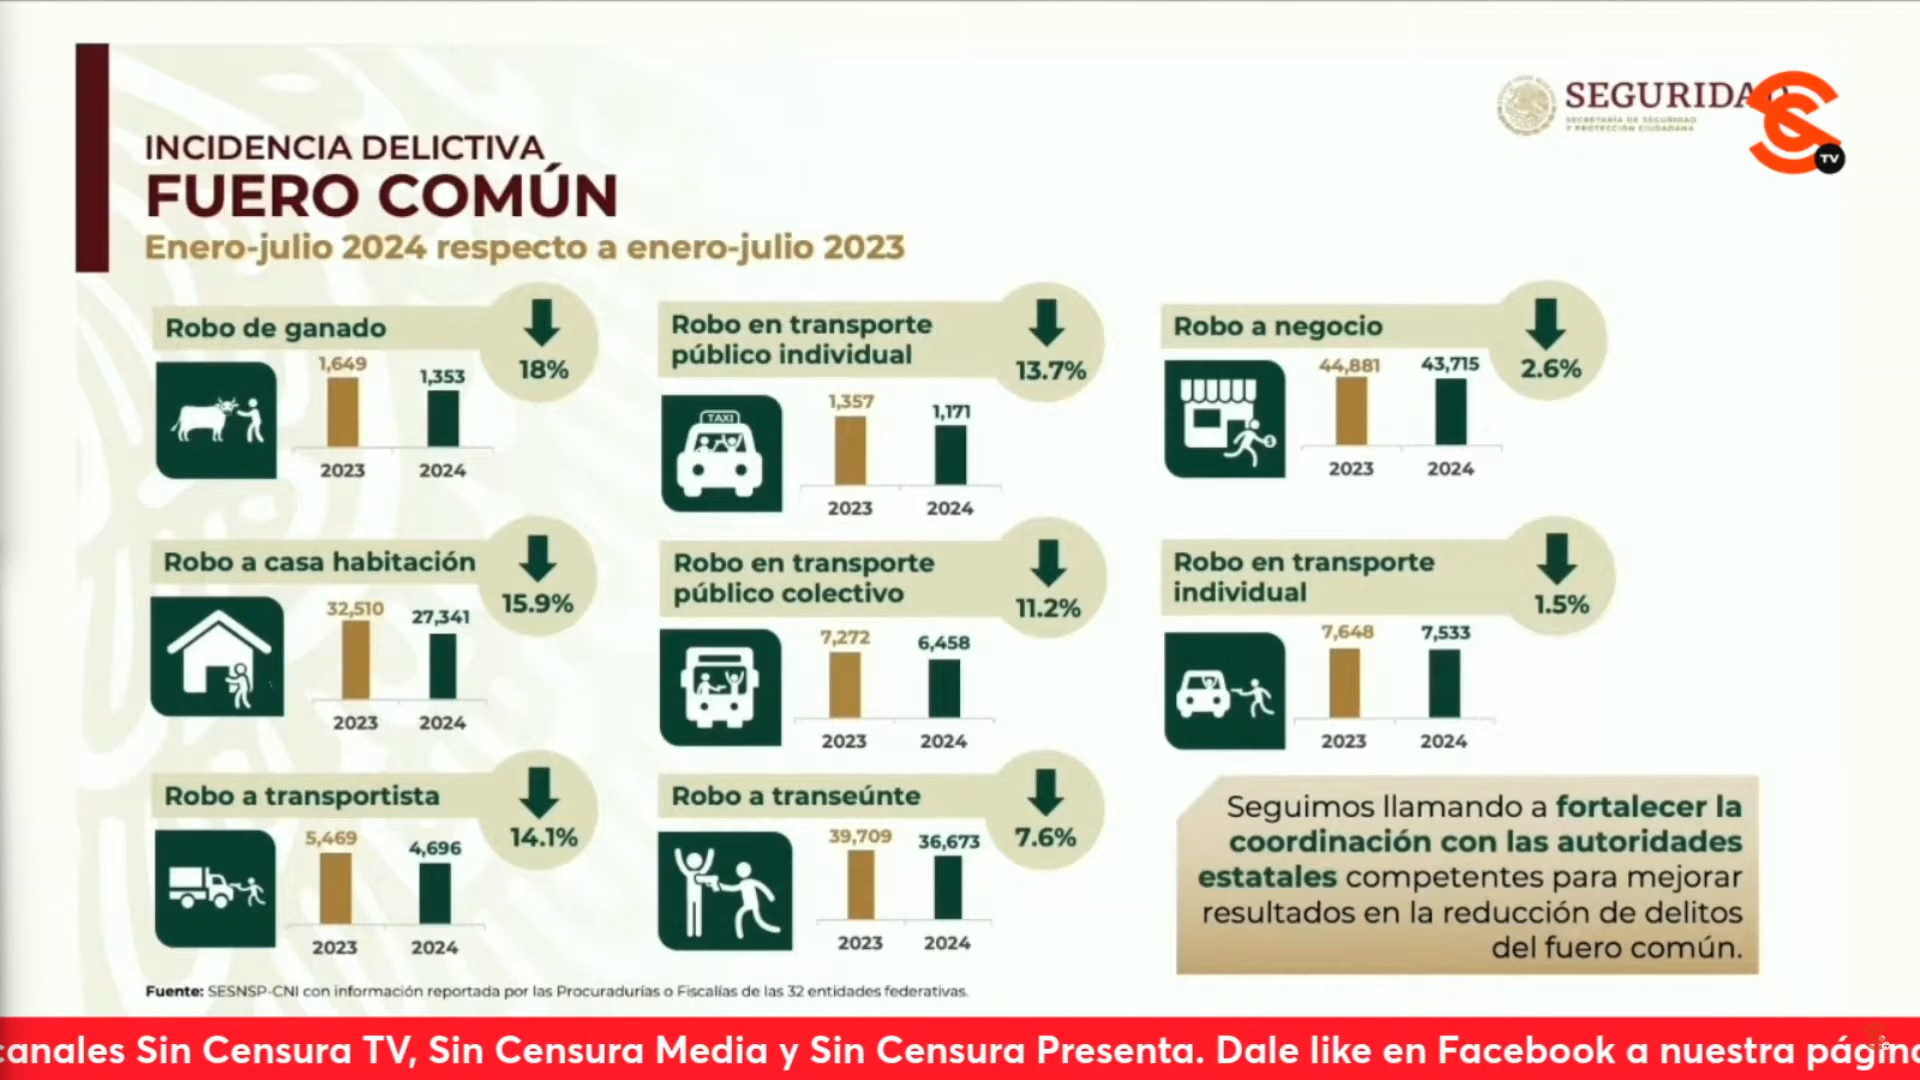 INCIDENCIA DELICTIVA
FUERO COMÚN
Enero-julio 2024 respecto a enero-julio 2023
SEGURIDAD
SECRETARÍA DE SEGURIDAD
Y PROTECCIÓN CIUDADANA
TV
Robo de ganado
18%
1,649
1,353
2023
2024
Robo en transporte
público individual
13.7%
TAXI
1,357
1,171
2023
2024
Robo a negocio
2.6%
44,881
43,715
2023
2024
Robo a casa habitación
15.9%
32,510
27,341
2023
2024
Robo en transporte
público colectivo
11.2%
7,272
6,458
2023
2024
Robo en transporte
individual
1.5%
7,648
7,533
2023
2024
Robo a transportista
14.1%
5,469
4,696
2023
2024
Robo a transeúnte
7.6%
39,709
36,673
2023
2024
Seguimos llamando a fortalecer la
coordinación con las autoridades
estatales competentes para mejorar
resultados en la reducción de delitos
del fuero común.
Fuente: SESNSP-CNI con información reportada por las Procuradurías o Fiscalías de las 32 entidades federativas.
canales Sin Censura TV, Sin Censura Media y Sin Censura Presenta. Dale like en Facebook a nuestra página